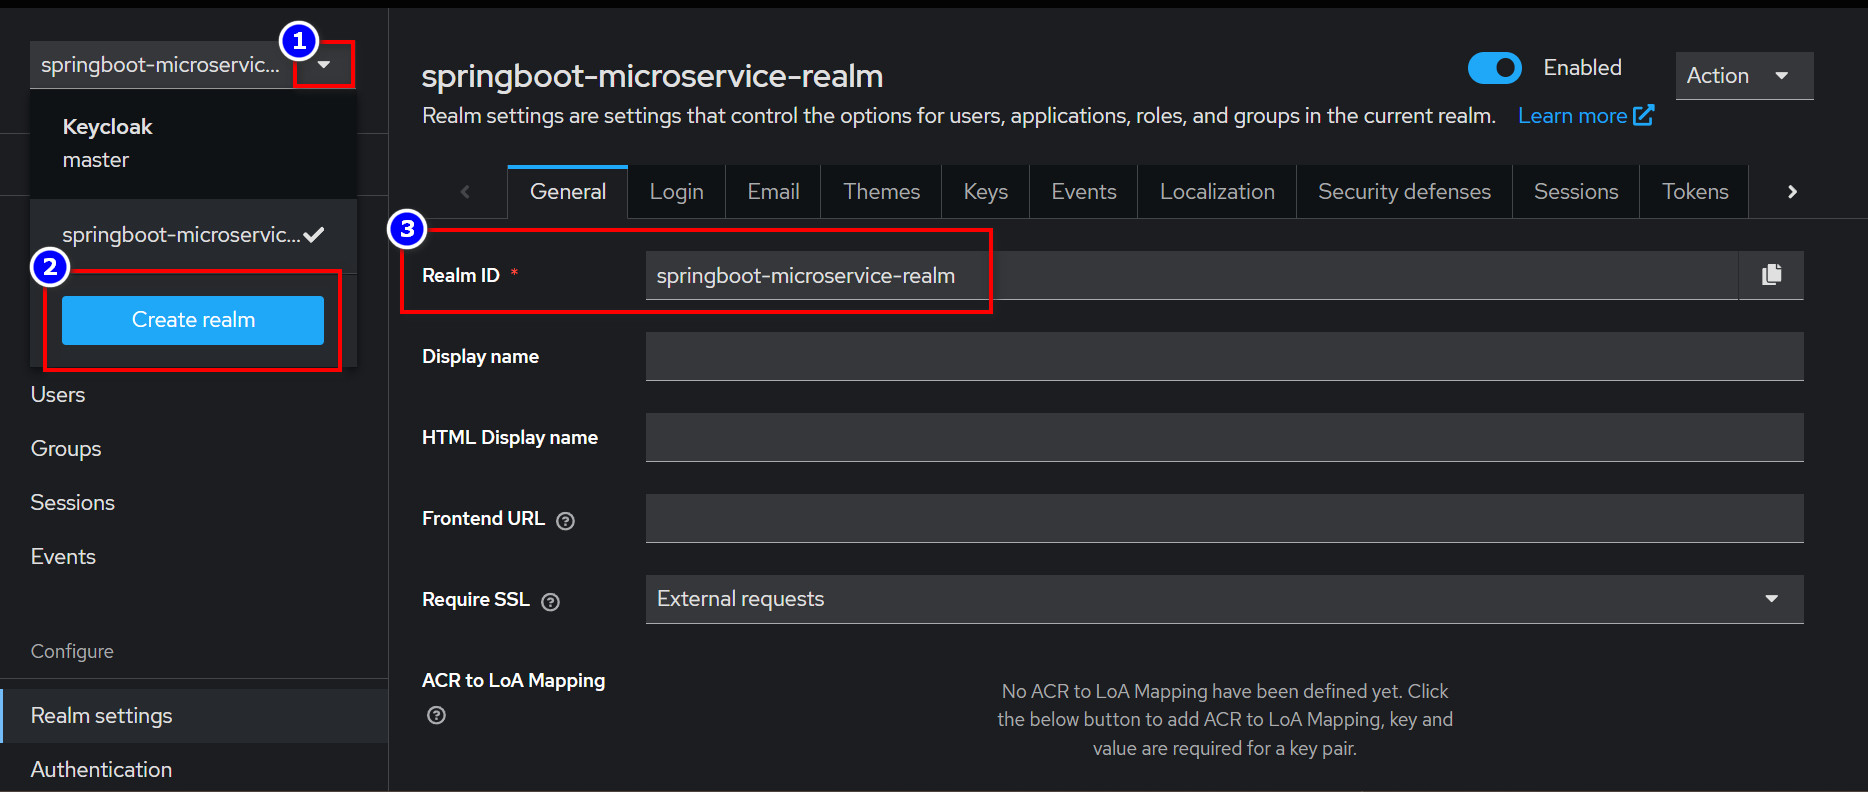 springboot-microservic...
1
Keycloak
master
springboot-microservic...
2
Create realm
Users
Groups
Sessions
Events
Configure
Realm settings
Authentication
springboot-microservice-realm
Enabled
Action
Realm settings are settings that control the options for users, applications, roles, and groups in the current realm. Learn more
General Login Email Themes Keys Events Localization Security defenses Sessions Tokens
3
Realm ID * springboot-microservice-realm
Display name
HTML Display name
Frontend URL ?
Require SSL ? External requests
ACR to LoA Mapping
?
No ACR to LoA Mapping have been defined yet. Click
the below button to add ACR to LoA Mapping, key and
value are required for a key pair.